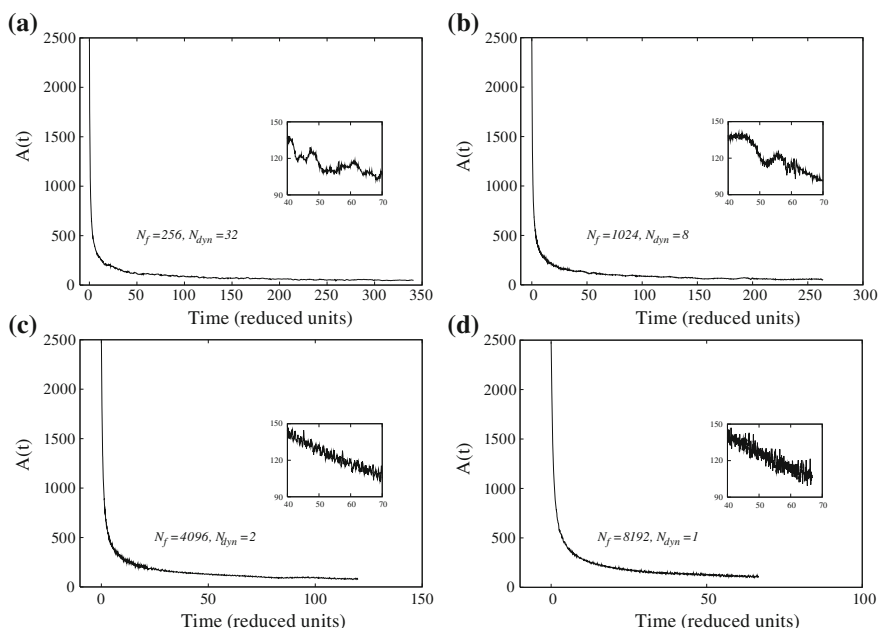 (a)
2500
2000
1500
1000
500
0
A(t)
0 50 100 150 200 250 300 350
Time (reduced units)
N_f =256, N_dyn =32
150
120
90
40 50 60 70
(b)
2500
2000
1500
1000
500
0
A(t)
0 50 100 150 200 250 300
Time (reduced units)
N_f =1024, N_dyn =8
150
120
90
40 50 60 70
(c)
2500
2000
1500
1000
500
0
A(t)
0 50 100 150
Time (reduced units)
N_f =4096, N_dyn =2
150
120
90
40 50 60 70
(d)
2500
2000
1500
1000
500
0
A(t)
0 50 100
Time (reduced units)
N_f =8192, N_dyn =1
150
120
90
40 50 60 70